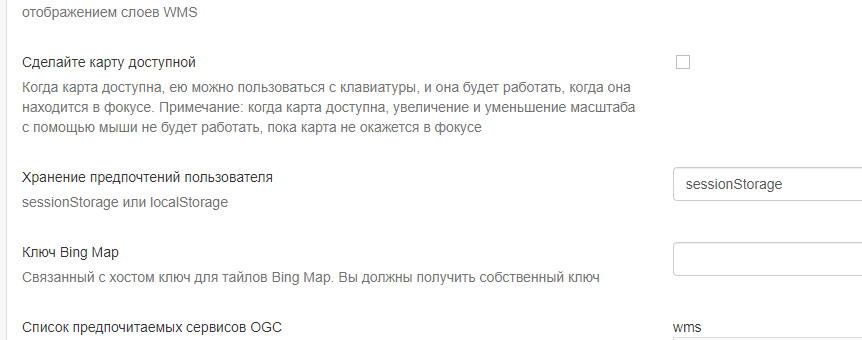 отображением слоев WMS
Сделайте карту доступной
Когда карта доступна, ею можно пользоваться с клавиатуры, и она будет работать, когда она
находится в фокусе. Примечание: когда карта доступна, увеличение и уменьшение масштаба
с помощью мыши не будет работать, пока карта не окажется в фокусе
Хранение предпочтений пользователя
sessionStorage
sessionStorage или localStorage
Ключ Bing Map
Связанный с хостом ключ для тайлов Bing Map. Вы должны получить собственный ключ
Список предпочитаемых сервисов OGC
wms